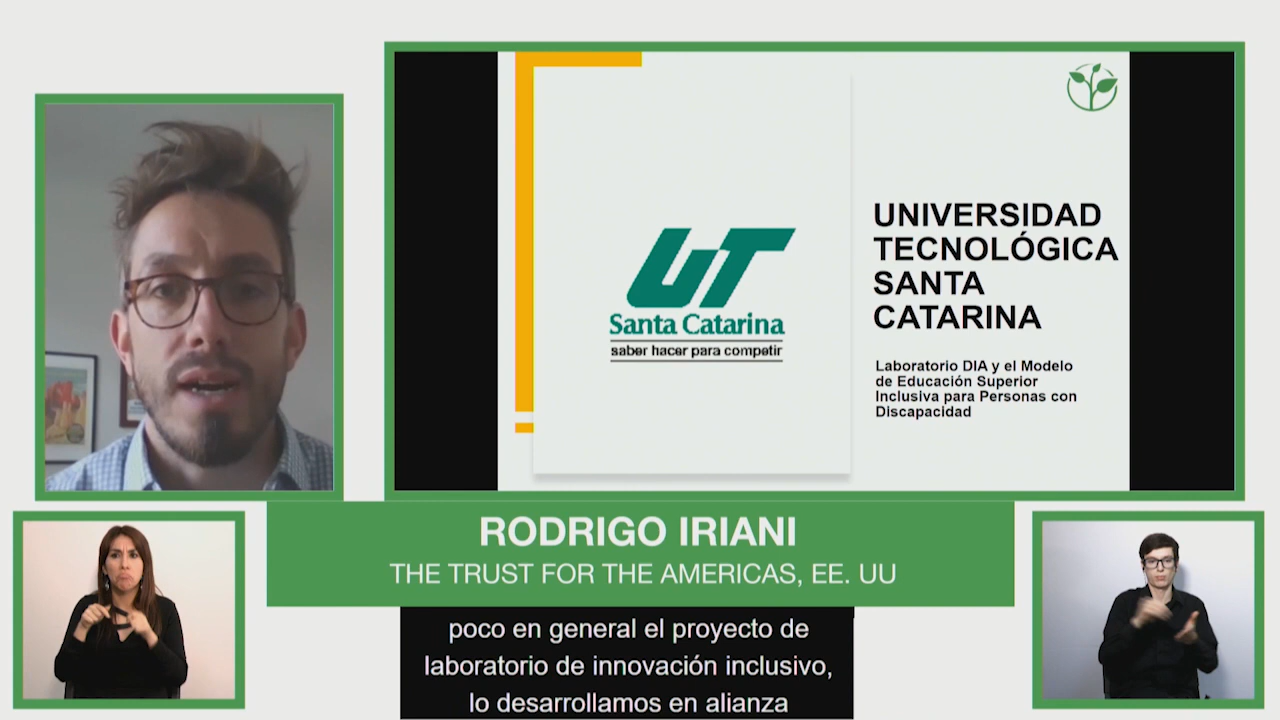 UT
Santa Catarina
saber hacer para competir
UNIVERSIDAD
TECNOLÓGICA
SANTA
CATARINA
Laboratorio DIA y el Modelo
de Educación Superior
Inclusiva para Personas con
Discapacidad
RODRIGO IRIANI
THE TRUST FOR THE AMERICAS, EE. UU
poco en general el proyecto de
laboratorio de innovación inclusivo,
lo desarrollamos en alianza